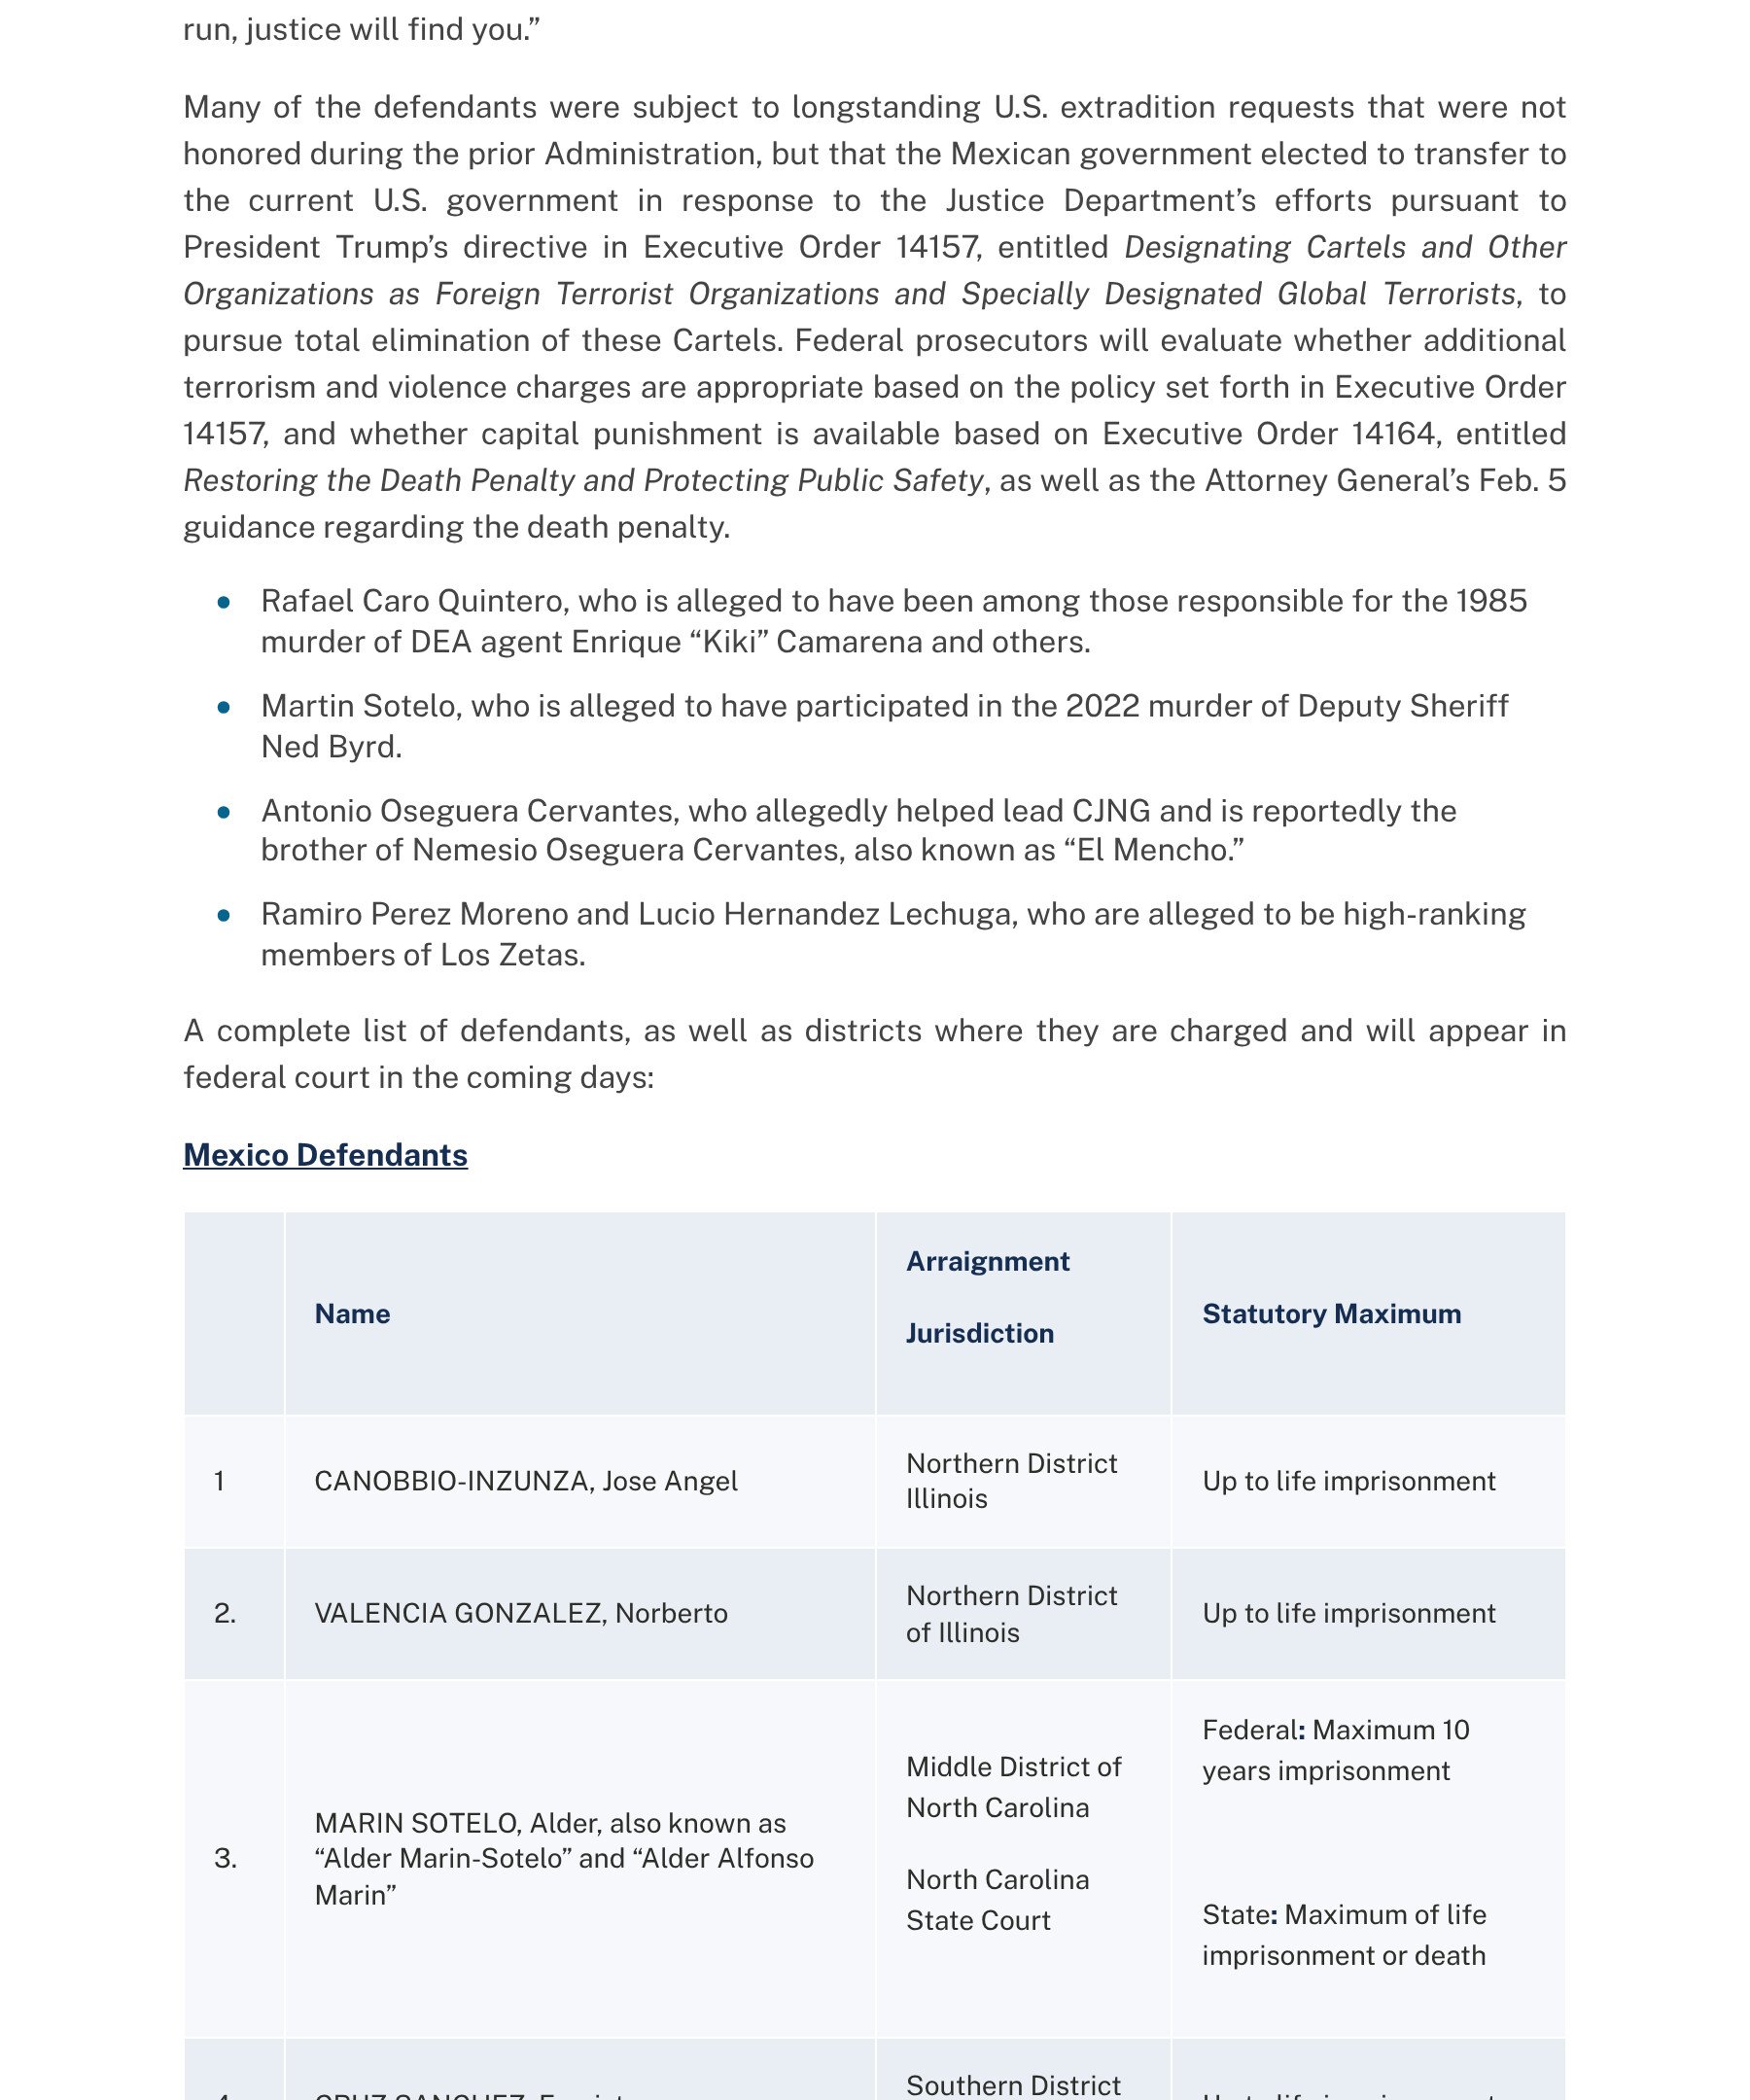 run, justice will find you.”
Many of the defendants were subject to longstanding U.S. extradition requests that were not
honored during the prior Administration, but that the Mexican government elected to transfer to
the current U.S. government in response to the Justice Department’s efforts pursuant to
President Trump’s directive in Executive Order 14157, entitled Designating Cartels and Other
Organizations as Foreign Terrorist Organizations and Specially Designated Global Terrorists, to
pursue total elimination of these Cartels. Federal prosecutors will evaluate whether additional
terrorism and violence charges are appropriate based on the policy set forth in Executive Order
14157, and whether capital punishment is available based on Executive Order 14164, entitled
Restoring the Death Penalty and Protecting Public Safety, as well as the Attorney General’s Feb. 5
guidance regarding the death penalty.
• Rafael Caro Quintero, who is alleged to have been among those responsible for the 1985
murder of DEA agent Enrique “Kiki” Camarena and others.
• Martin Sotelo, who is alleged to have participated in the 2022 murder of Deputy Sheriff
Ned Byrd.
• Antonio Oseguera Cervantes, who allegedly helped lead CJNG and is reportedly the
brother of Nemesio Oseguera Cervantes, also known as “El Mencho.”
• Ramiro Perez Moreno and Lucio Hernandez Lechuga, who are alleged to be high-ranking
members of Los Zetas.
A complete list of defendants, as well as districts where they are charged and will appear in
federal court in the coming days:
Mexico Defendants
Name
Arraignment
Jurisdiction
Statutory Maximum
1
CANOBBIO-INZUNZA, Jose Angel
Northern District
Illinois
Up to life imprisonment
2.
VALENCIA GONZALEZ, Norberto
Northern District
of Illinois
Up to life imprisonment
3.
MARIN SOTELO, Alder, also known as
“Alder Marin-Sotelo” and “Alder Alfonso
Marin”
Middle District of
North Carolina
North Carolina
State Court
Federal: Maximum 10
years imprisonment
State: Maximum of life
imprisonment or death
Southern District